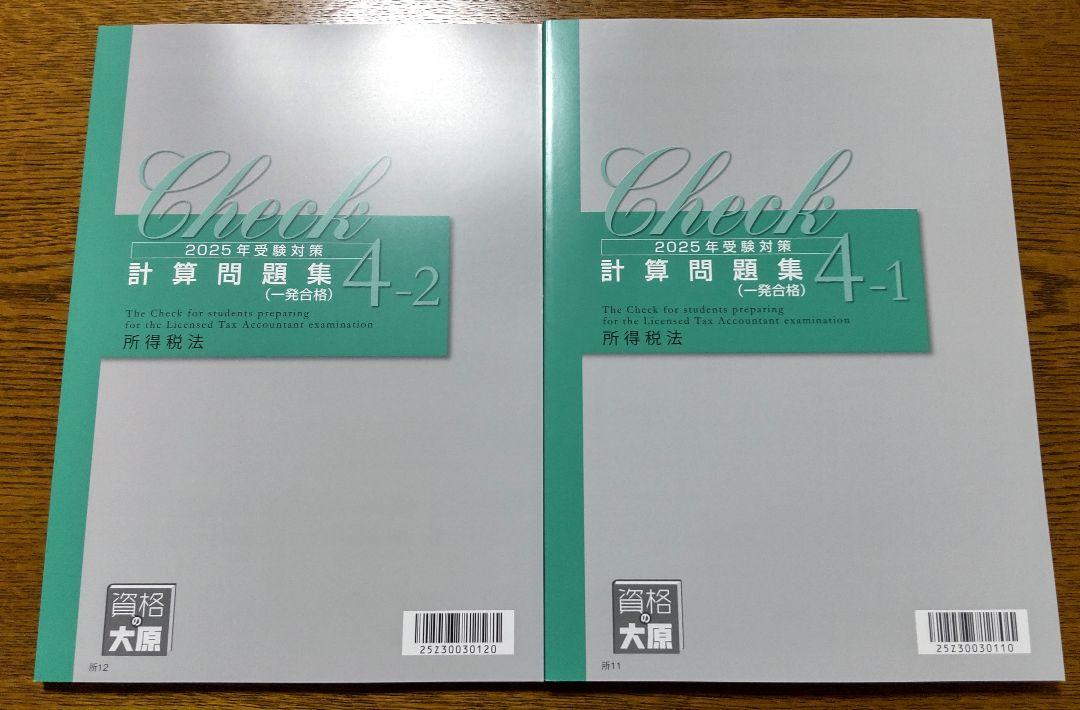 Check
2025年受験対策
計算問題集 4-2
(一発合格)
The Check for students preparing
for the Licensed Tax Accountant examination
所得税法
資格
の
大原
25Z30030120
所12
Check
2025年受験対策
計算問題集 4-1
(一発合格)
The Check for students preparing
for the Licensed Tax Accountant examination
所得税法
資格
の
大原
25Z30030110
所11